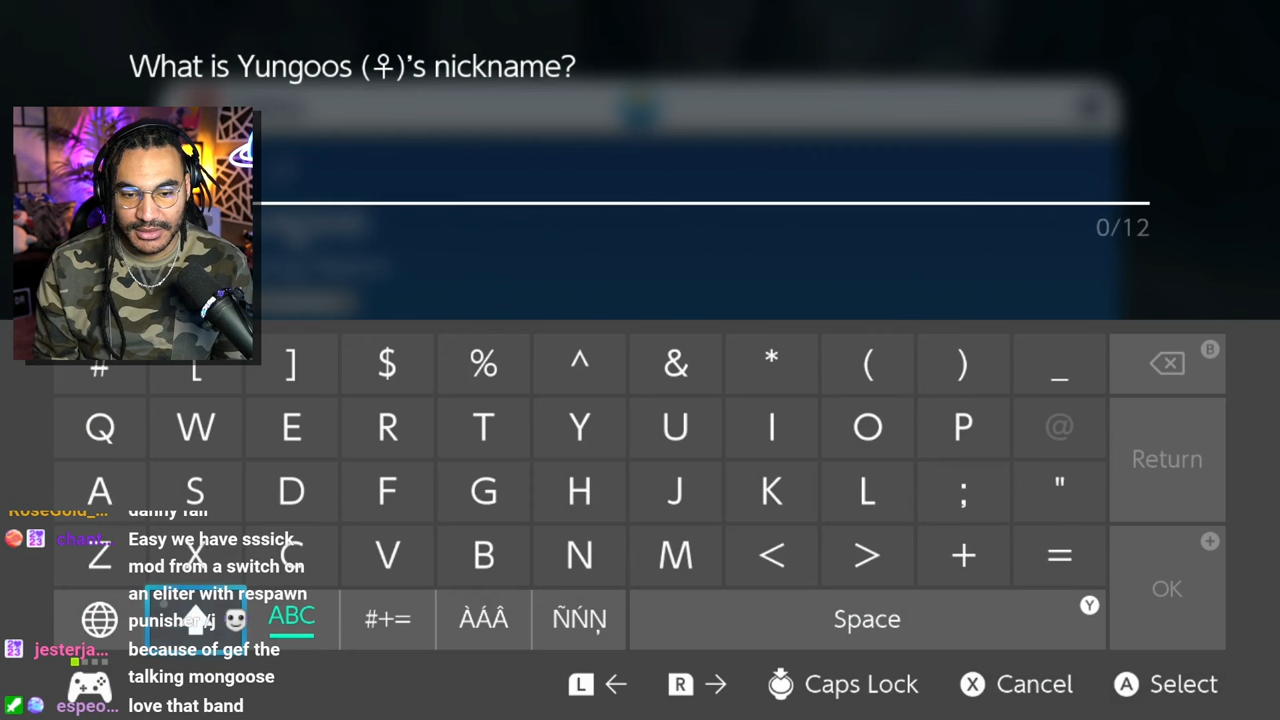 What is Yungoos (♀)'s nickname?
0/12
# [ ] $ % ^ & * ( ) _ B
Q W E R T Y U I O P @
Return
A S D F G H J K L ; "
danny fall
chant... Easy we have sssick
Z X C V B N M < > + = +
mod from a switch on
OK
an eliter with respawn
punisher /j
ABC #+= ÀÁÂ ÑŃŅ Space Y
jesterja... because of gef the
talking mongoose
L ← R → Caps Lock X Cancel A Select
espeo... love that band